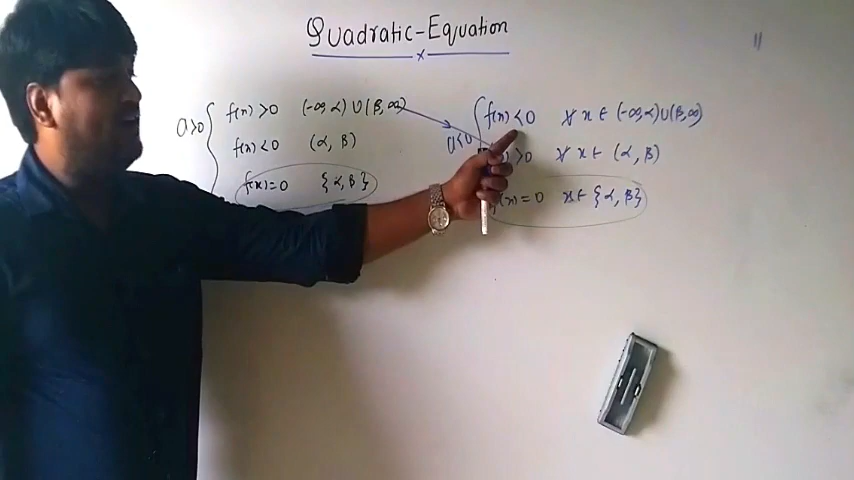 Quadratic-Equation
x
11
a>0 { f(x) >0 (-∞, α) ∪ (β, ∞)
f(x) <0 (α, β)
f(x) =0 {α, β}
a<0 { f(x) <0 ∀ x ∈ (-∞, α) ∪ (β, ∞)
>0 ∀ x ∈ (α, β)
f(x) = 0 x ∈ {α, β}